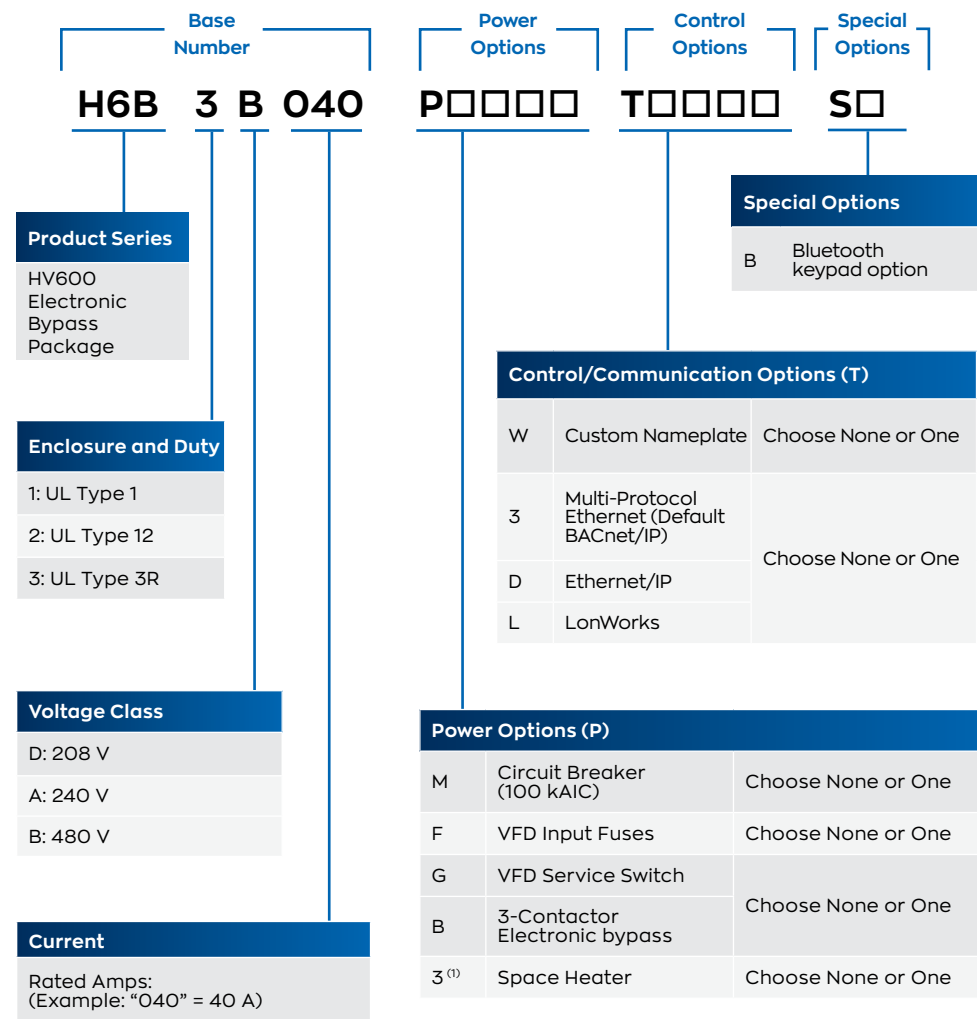 Base
Number
Power
Options
Control
Options
Special
Options
H6B 3 B 040 P□□□□ T□□□□ S□
Special Options
B Bluetooth
keypad option
Product Series
HV600
Electronic
Bypass
Package
Control/Communication Options (T)
W Custom Nameplate Choose None or One
3 Multi-Protocol
Ethernet (Default
BACnet/IP)
Choose None or One
D Ethernet/IP
L LonWorks
Enclosure and Duty
1: UL Type 1
2: UL Type 12
3: UL Type 3R
Voltage Class
D: 208 V
A: 240 V
B: 480 V
Power Options (P)
M Circuit Breaker
(100 kAIC)
Choose None or One
F VFD Input Fuses Choose None or One
G VFD Service Switch
Choose None or One
B 3-Contactor
Electronic bypass
3 (1) Space Heater Choose None or One
Current
Rated Amps:
(Example: “040” = 40 A)